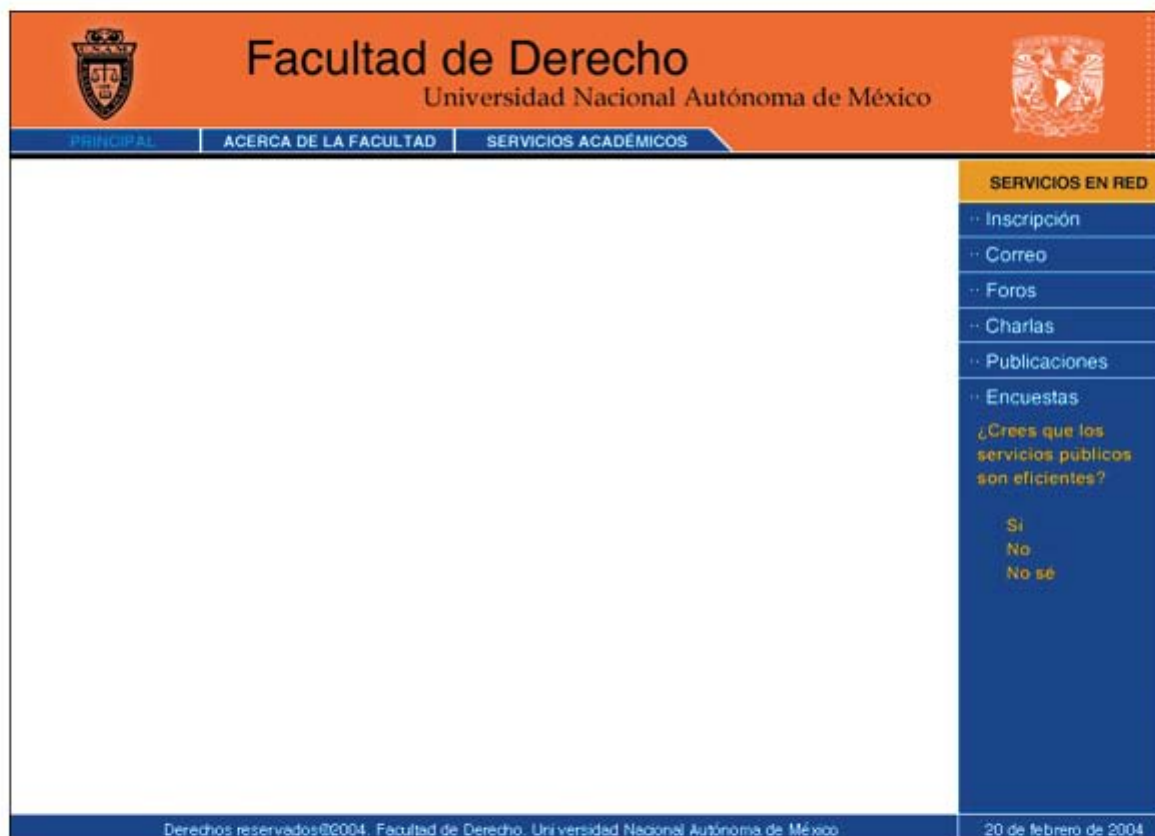 U.N.A.M
Facultad de Derecho
Universidad Nacional Autónoma de México
PRINCIPAL
ACERCA DE LA FACULTAD
SERVICIOS ACADÉMICOS
SERVICIOS EN RED
·· Inscripción
·· Correo
·· Foros
·· Charlas
·· Publicaciones
·· Encuestas
¿Crees que los
servicios públicos
son eficientes?
Si
No
No sé
Derechos reservados©2004. Facultad de Derecho. Universidad Nacional Autónoma de México
20 de febrero de 2004